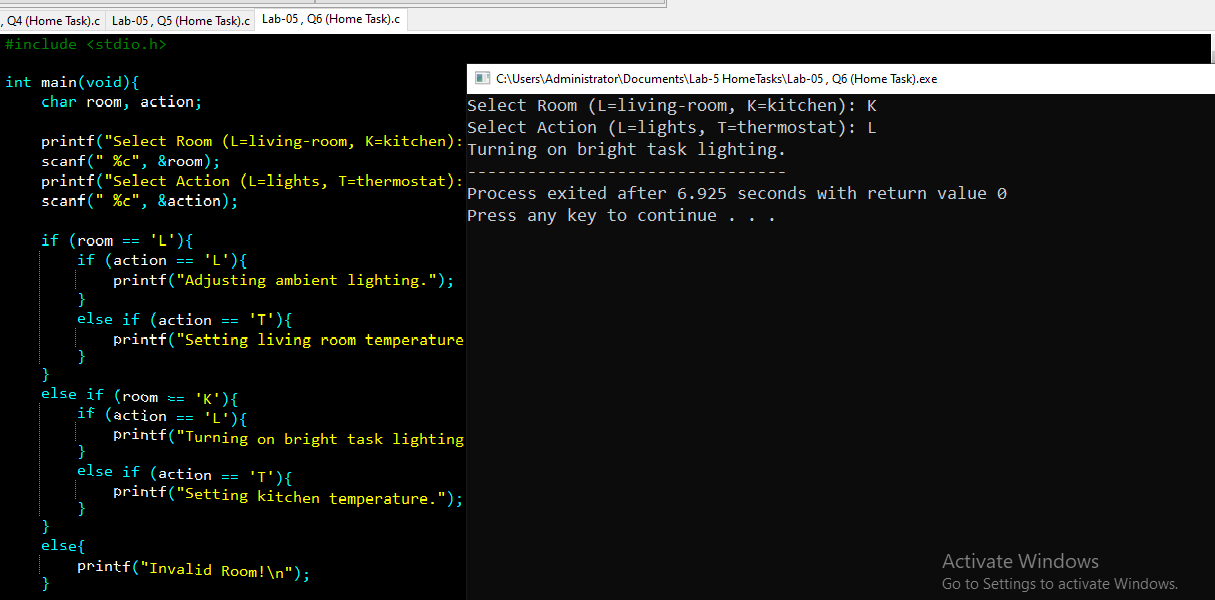 , Q4 (Home Task).c Lab-05 , Q5 (Home Task).c Lab-05 , Q6 (Home Task).c
#include <stdio.h>
int main(void){
    char room, action;
    printf("Select Room (L=living-room, K=kitchen):
    scanf(" %c", &room);
    printf("Select Action (L=lights, T=thermostat):
    scanf(" %c", &action);
    if (room == 'L'){
        if (action == 'L'){
            printf("Adjusting ambient lighting.");
        }
        else if (action == 'T'){
            printf("Setting living room temperature
        }
    }
    else if (room == 'K'){
        if (action == 'L'){
            printf("Turning on bright task lighting
        }
        else if (action == 'T'){
            printf("Setting kitchen temperature.");
        }
    }
    else{
        printf("Invalid Room!\n");
    }
C:\Users\Administrator\Documents\Lab-5 HomeTasks\Lab-05 , Q6 (Home Task).exe
Select Room (L=living-room, K=kitchen): K
Select Action (L=lights, T=thermostat): L
Turning on bright task lighting.
--------------------------------
Process exited after 6.925 seconds with return value 0
Press any key to continue . . .
Activate Windows
Go to Settings to activate Windows.